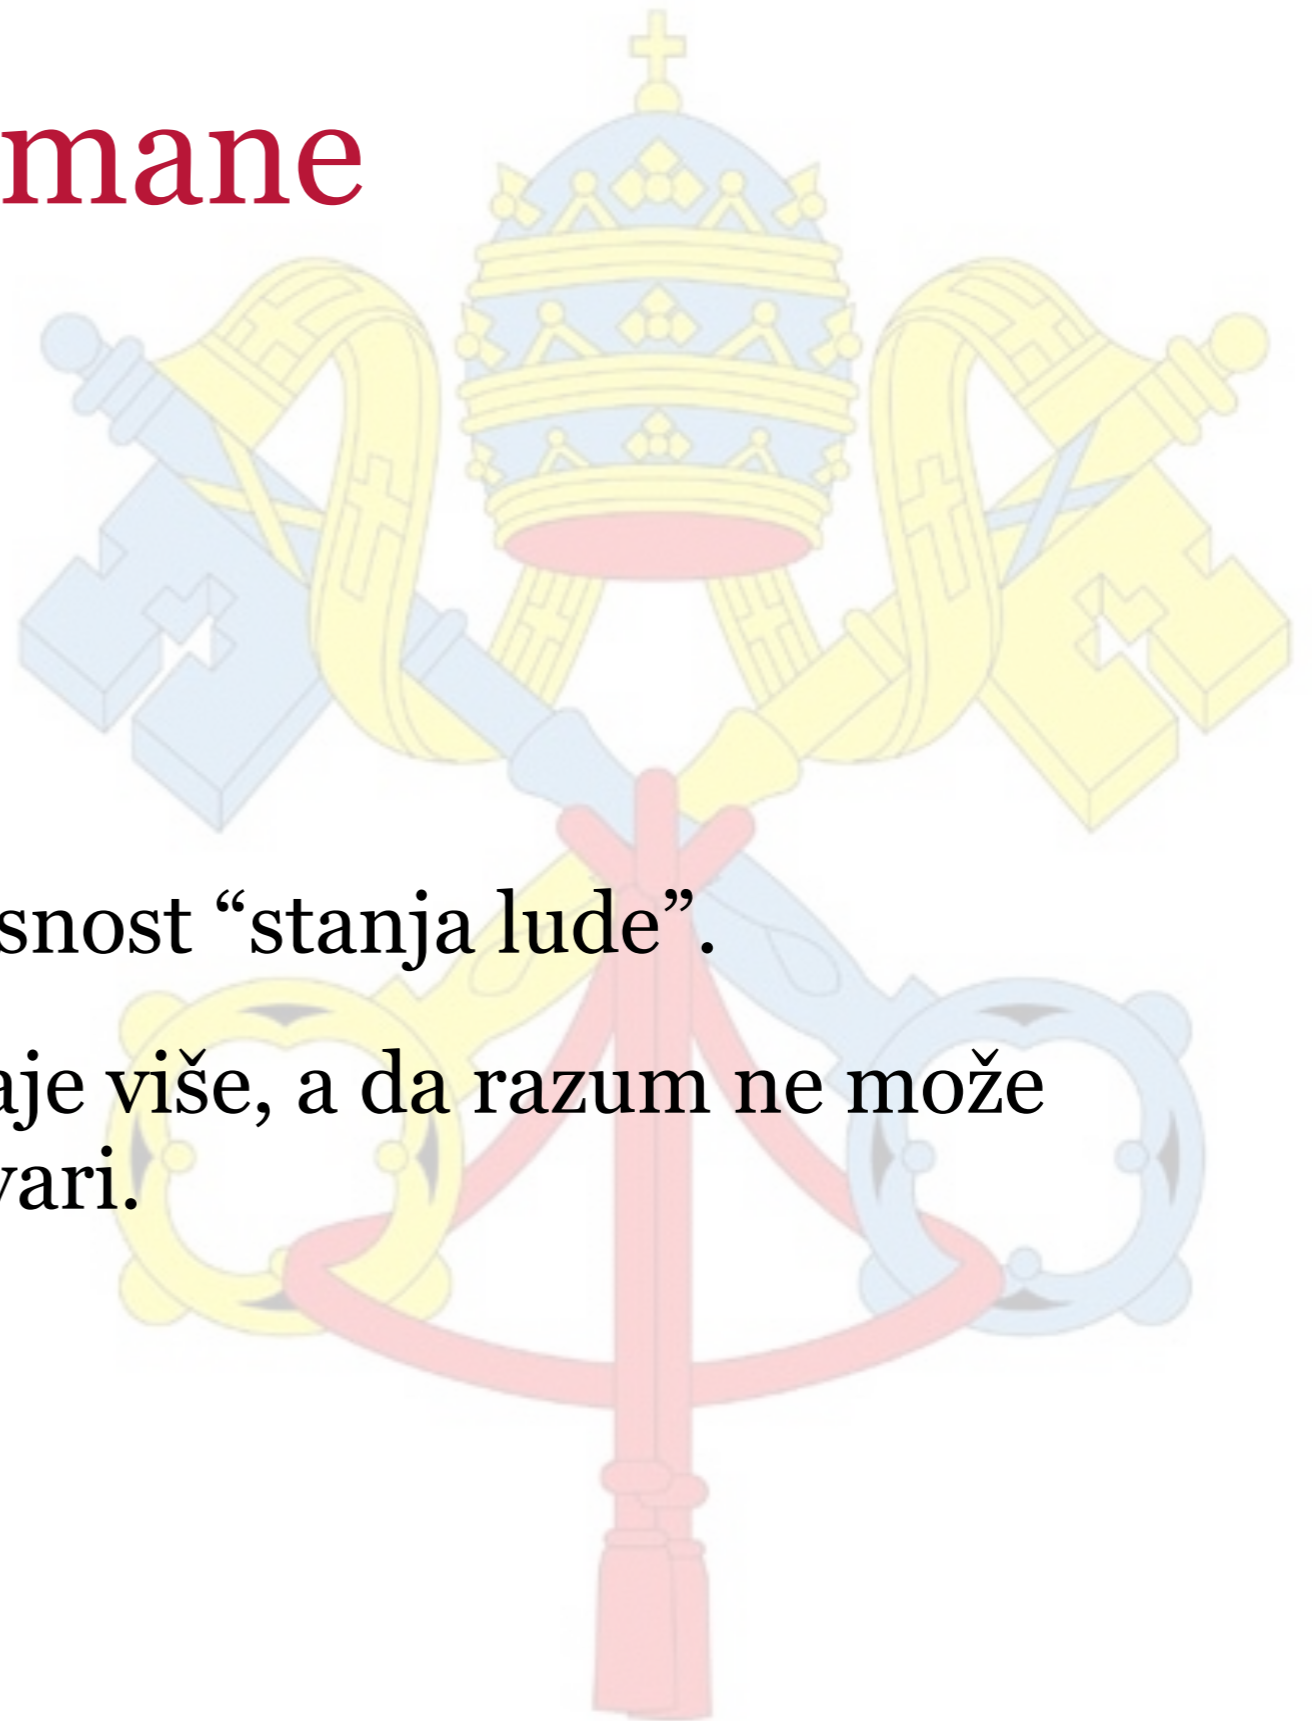 mane
snost “stanja lude”.
aje više, a da razum ne može
vari.